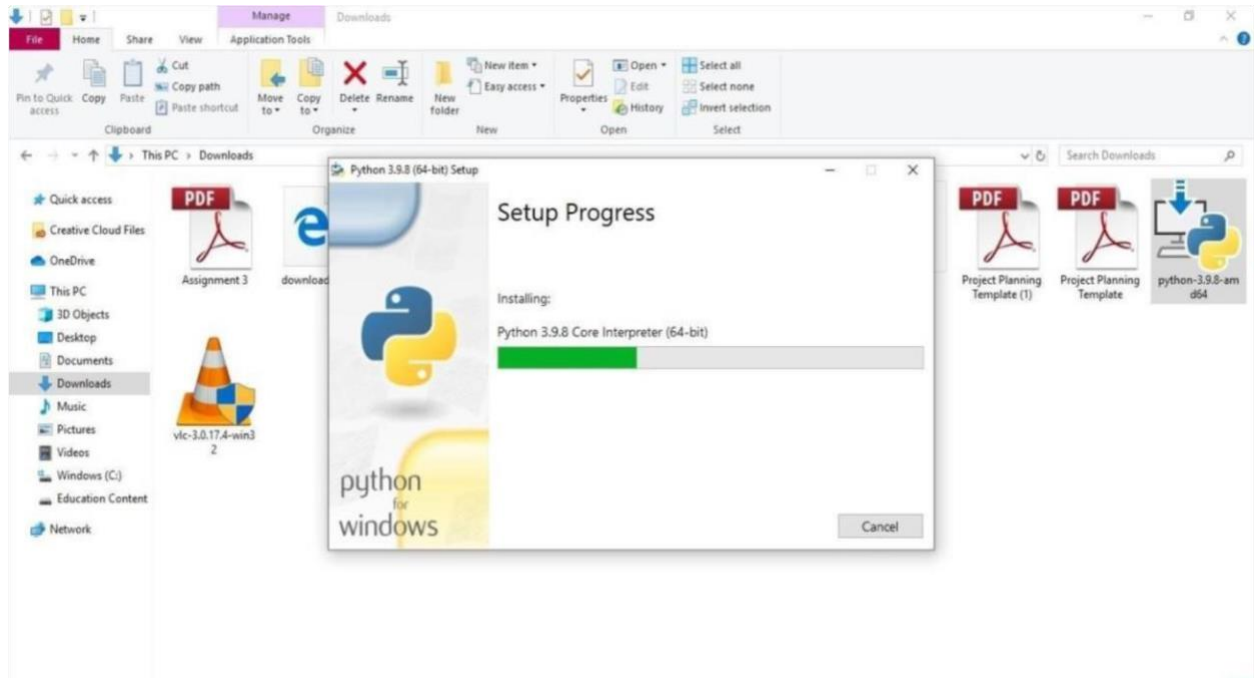 Manage
Downloads
File
Home
Share
View
Application Tools
Pin to Quick access
Copy
Paste
Cut
Copy path
Paste shortcut
Move to
Copy to
Delete
Rename
New folder
New item
Easy access
Properties
Open
Edit
History
Select all
Select none
Invert selection
Clipboard
Organize
New
Open
Select
This PC > Downloads
Search Downloads
Quick access
Creative Cloud Files
OneDrive
This PC
3D Objects
Desktop
Documents
Downloads
Music
Pictures
Videos
Windows (C:)
Education Content
Network
PDF
Assignment 3
download
vlc-3.0.17.4-win3
2
Python 3.9.8 (64-bit) Setup
Setup Progress
Installing:
Python 3.9.8 Core Interpreter (64-bit)
python
for
windows
Cancel
PDF
Project Planning
Template (1)
PDF
Project Planning
Template
python-3.9.8-am
d64